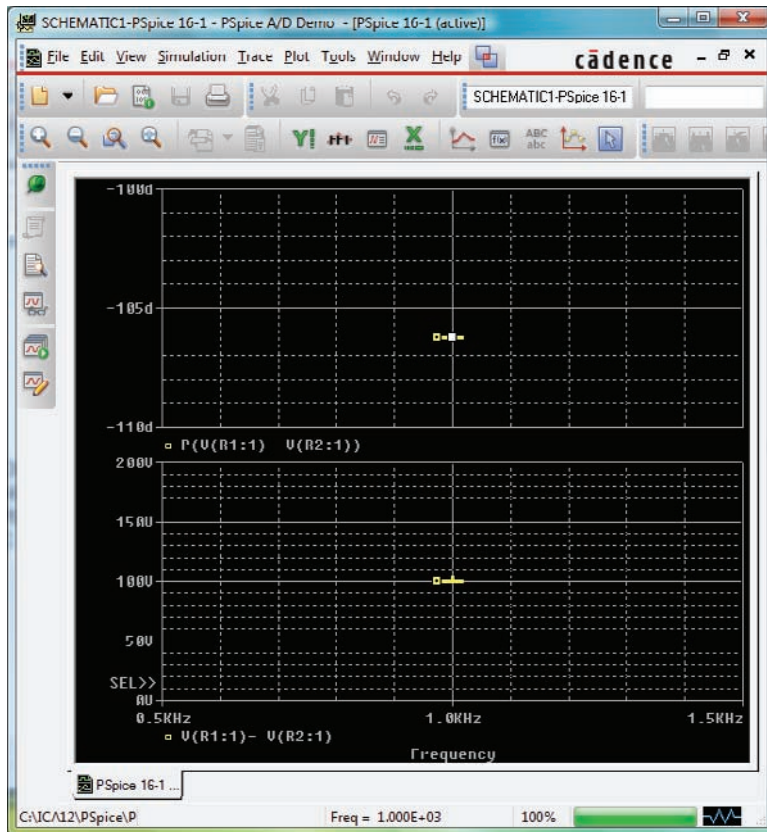 SCHEMATIC1-PSpice 16-1 - PSpice A/D Demo - [PSpice 16-1 (active)]
File Edit View Simulation Trace Plot Tools Window Help cādence
SCHEMATIC1-PSpice 16-1
ABC
abc
-100d
-105d
-110d
P(V(R1:1) V(R2:1))
200V
150V
100V
50V
SEL>>
0V
0.5KHz 1.0KHz 1.5KHz
V(R1:1)- V(R2:1)
Frequency
PSpice 16-1 ...
C:\ICA12\PSpice\P Freq = 1.000E+03 100%